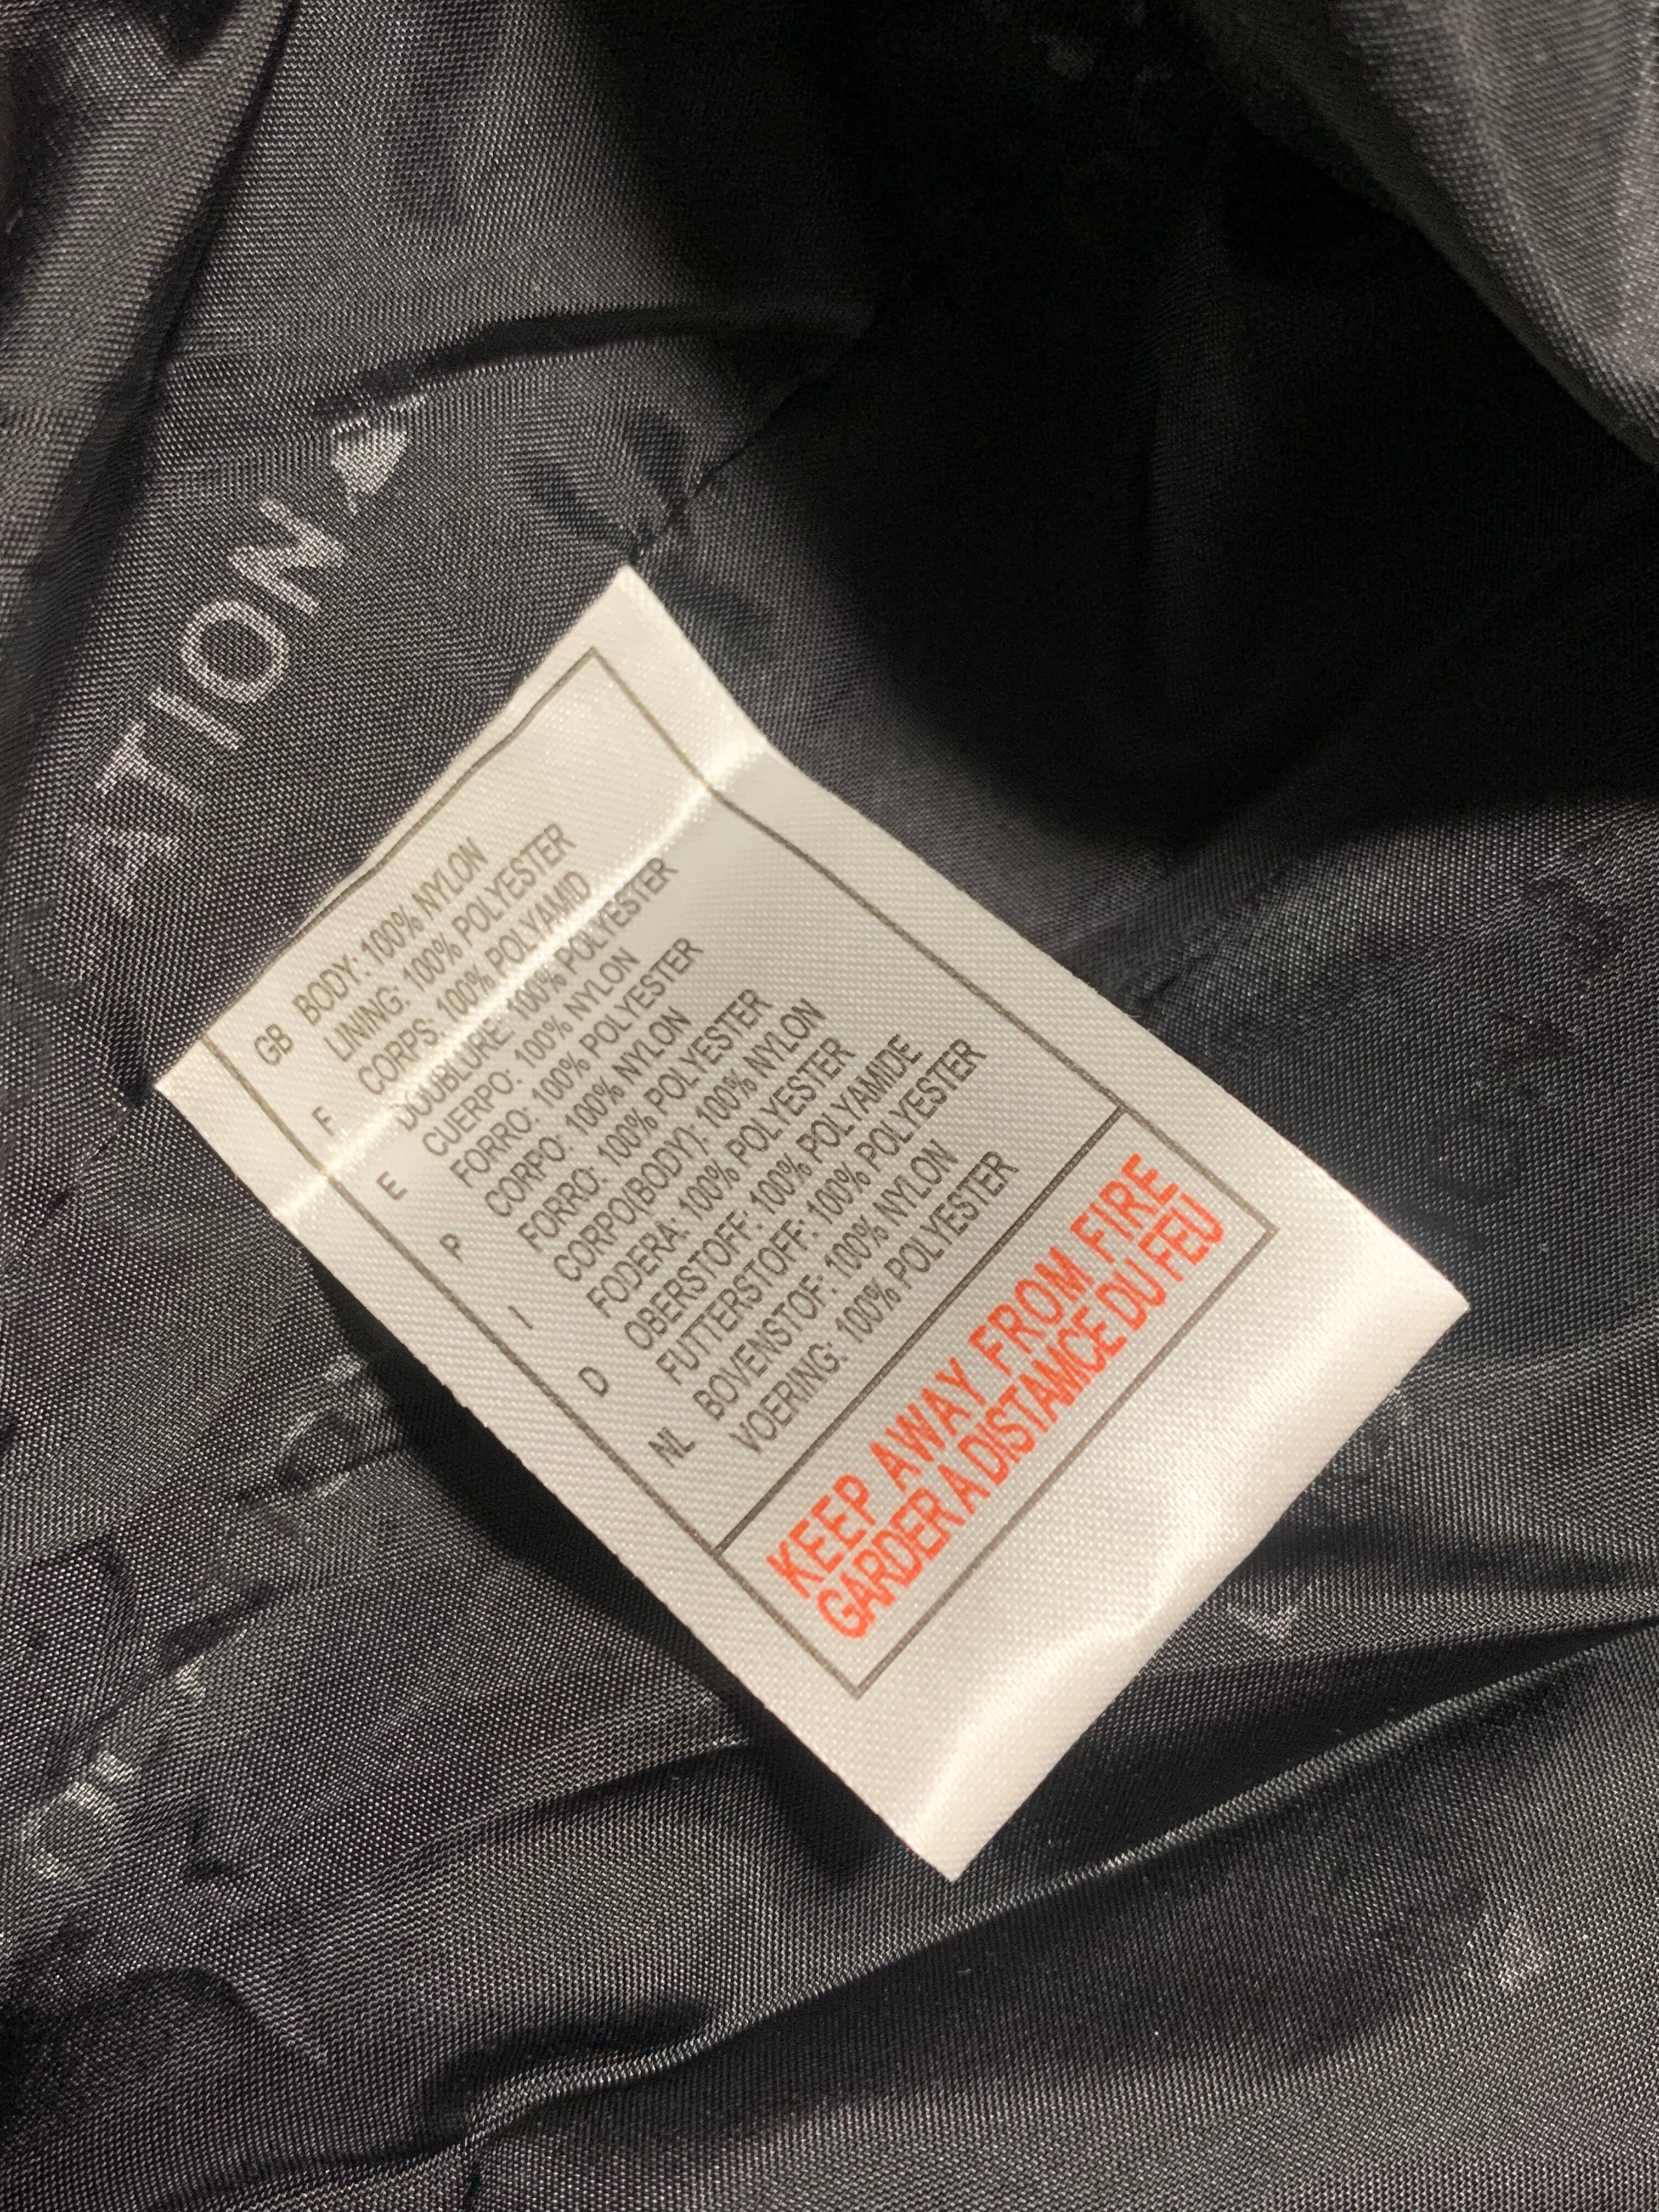 ATION
GB BODY: 100% NYLON
LINING: 100% POLYESTER
F CORPS, 100% POLYAMID
DOUBLURE: 100% POLYESTER
E CUERPO: 100% NYLON
FORRO: 100% POLYESTER
P CORPO: 100% NYLON
FORRO: 100% POLYESTER
I CORPO(BODY): 100% NYLON
FODERA: 100% POLYESTER
D OBERSTOFF: 100% POLYAMIDE
FUTTERSTOFF: 100% POLYESTER
NL BOVENSTOF: 100% NYLON
VOERING: 100% POLYESTER
KEEP AWAY FROM FIRE
GARDER A DISTAMCE DU FEU